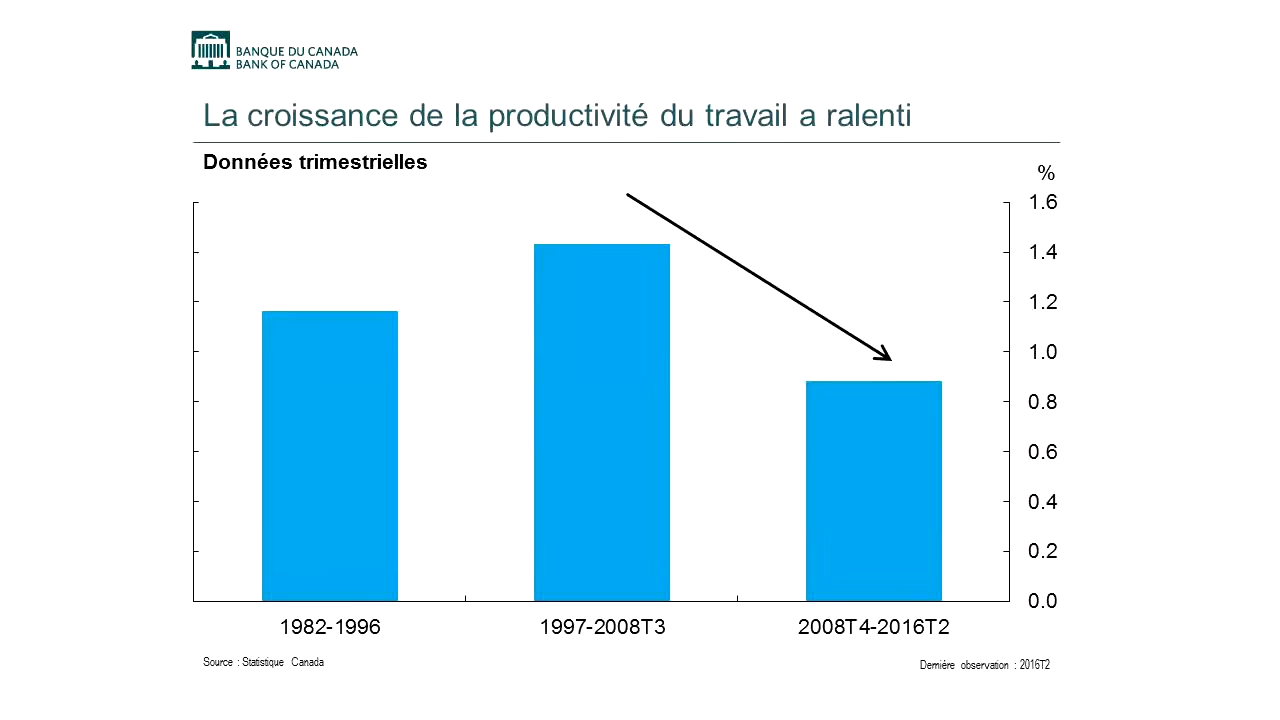 BANQUE DU CANADA
BANK OF CANADA
La croissance de la productivité du travail a ralenti
Données trimestrielles
%
1.6
1.4
1.2
1.0
0.8
0.6
0.4
0.2
0.0
1982-1996 1997-2008T3 2008T4-2016T2
Source : Statistique Canada
Derniére observation : 2016T2